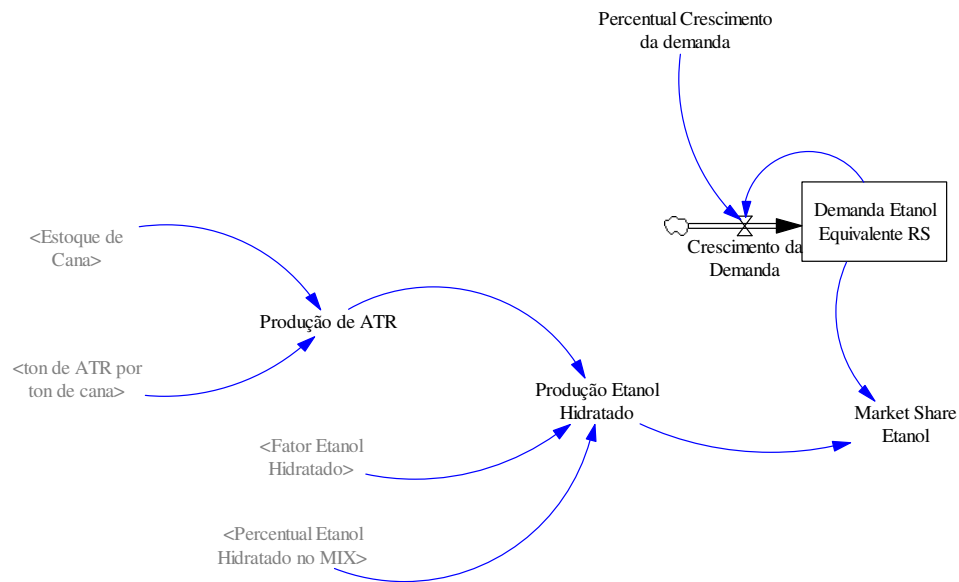 Percentual Crescimento
da demanda
Demanda Etanol
Equivalente RS
Crescimento da
Demanda
<Estoque de
Cana>
Produção de ATR
<ton de ATR por
ton de cana>
Produção Etanol
Hidratado
Market Share
Etanol
<Fator Etanol
Hidratado>
<Percentual Etanol
Hidratado no MIX>